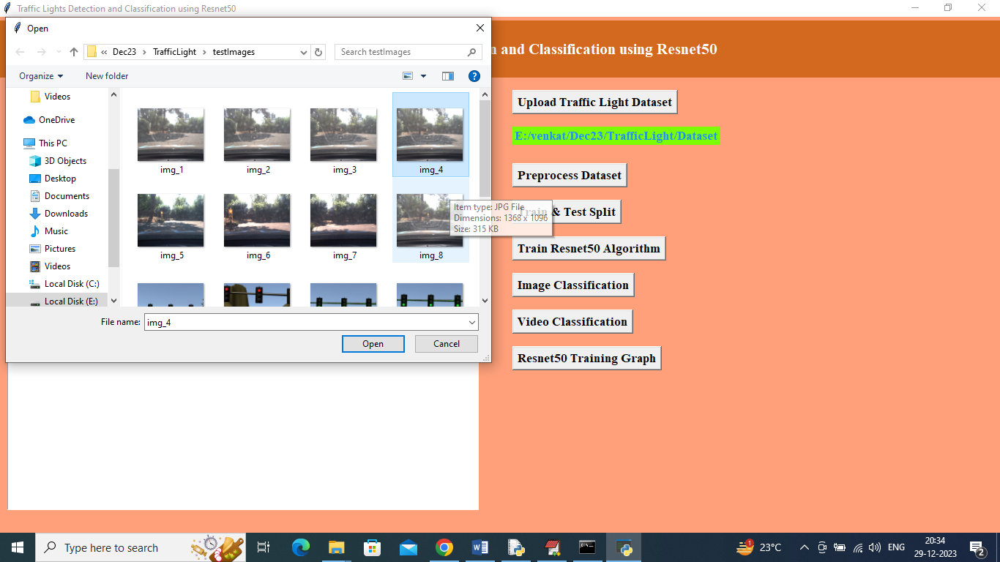 Traffic Lights Detection and Classification using Resnet50
Open
« Dec23 › TrafficLight › testImages
Search testImages
n and Classification using Resnet50
Organize
New folder
Videos
OneDrive
This PC
3D Objects
Desktop
Documents
Downloads
Music
Pictures
Videos
Local Disk (C:)
Local Disk (E:)
img_1
img_2
img_3
img_4
img_5
img_6
img_7
img_8
Item type: JPG File
Dimensions: 1368 x 1096
Size: 315 KB
File name:
img_4
Open
Cancel
Upload Traffic Light Dataset
E:/venkat/Dec23/TrafficLight/Dataset
Preprocess Dataset
Train & Test Split
Train Resnet50 Algorithm
Image Classification
Video Classification
Resnet50 Training Graph
Type here to search
1
23°C
ENG
20:34
29-12-2023
2